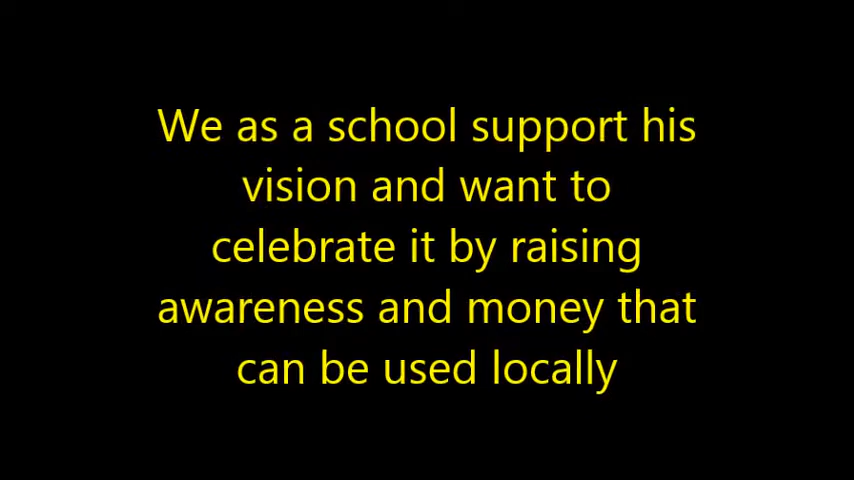 We as a school support his
vision and want to
celebrate it by raising
awareness and money that
can be used locally